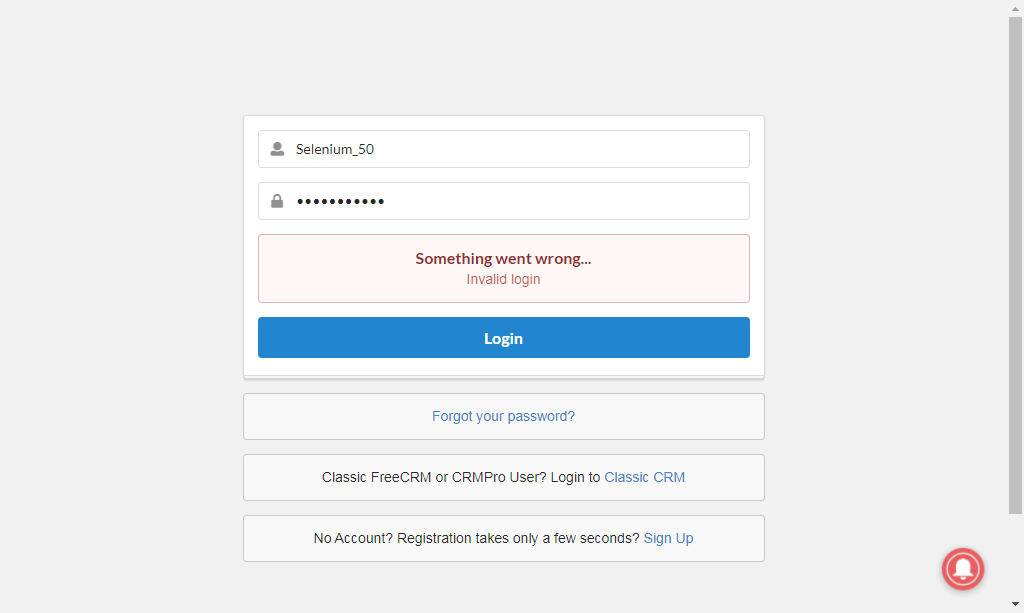 Selenium_50
•••••••••••
Something went wrong...
Invalid login
Login
Forgot your password?
Classic FreeCRM or CRMPro User? Login to Classic CRM
No Account? Registration takes only a few seconds? Sign Up